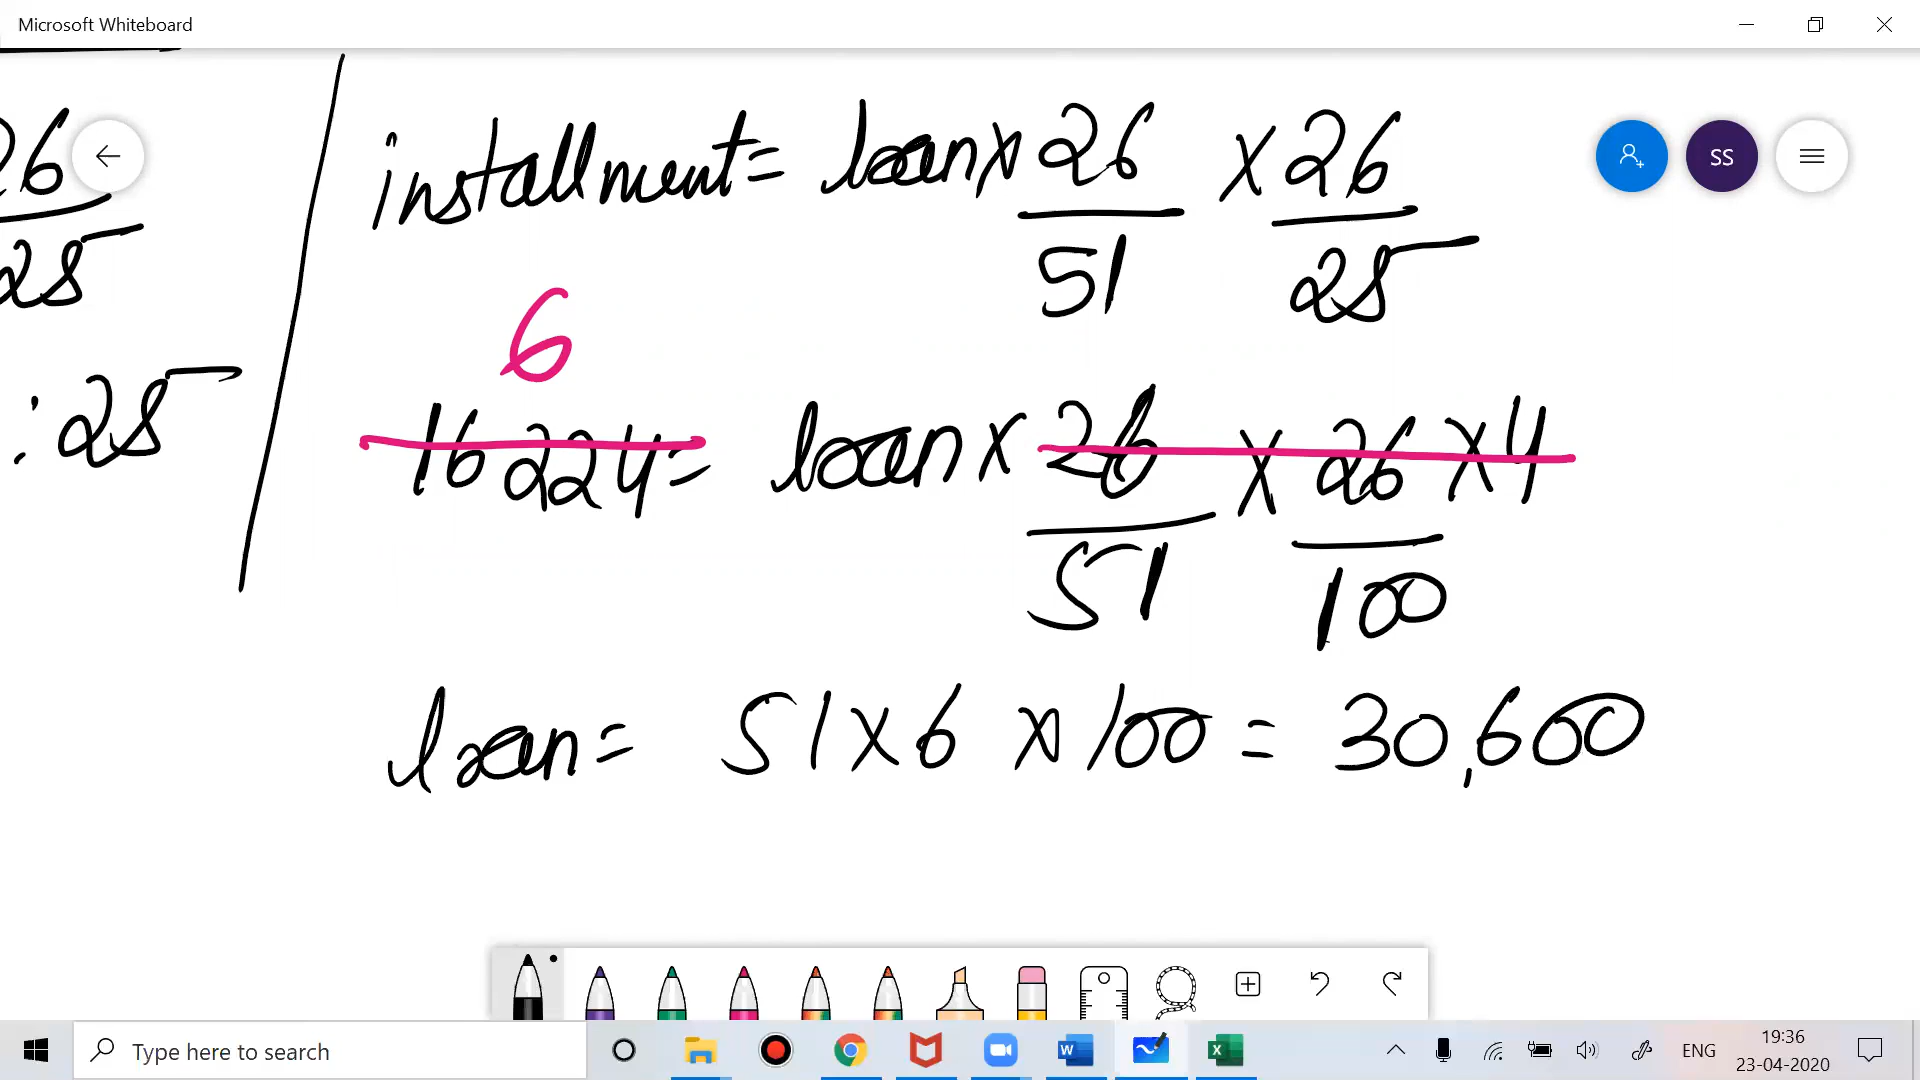 Microsoft Whiteboard
26
25
: 25
installment = loan x 26/51 x 26/25
SS
6
16224 = loan x 26/51 x 26 x 4/100
loan = 51 x 6 x 100 = 30,600
Type here to search
W
X
ENG
19:36
23-04-2020